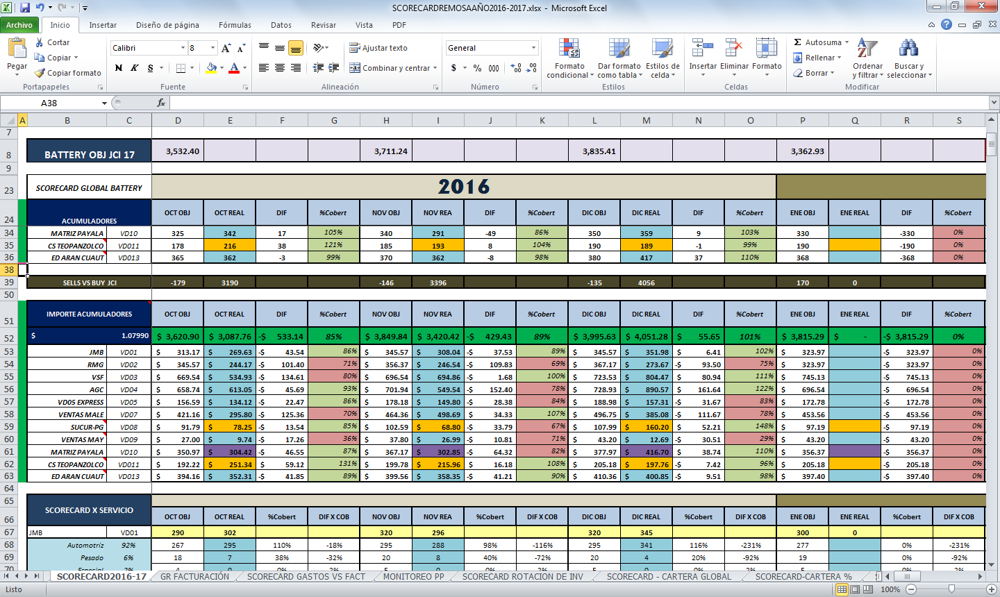 SCORECARDREMOSAAÑO2016-2017.xlsx - Microsoft Excel
Archivo Inicio Insertar Diseño de página Fórmulas Datos Revisar Vista PDF
Pegar Cortar Copiar Copiar formato Portapapeles
Calibri 8 N K S Fuente
Ajustar texto Combinar y centrar Alineación
General $ % 000 Número
Formato condicional Dar formato como tabla Estilos de celda Estilos
Insertar Eliminar Formato Celdas
Autosuma Rellenar Borrar Ordenar y filtrar Buscar y seleccionar Modificar
A38 fx
A B C D E F G H I J K L M N O P Q R S
7
8 BATTERY OBJ JCI 17 3,532.40 3,711.24 3,835.41 3,362.93
9
23 SCORECARD GLOBAL BATTERY 2016
24 ACUMULADORES OCT OBJ OCT REAL DIF %Cobert NOV OBJ NOV REA DIF %Cobert DIC OBJ DIC REAL DIF %Cobert ENE OBJ ENE REAL DIF %Cobert
34 MATRIZ PAYALA VD10 325 342 17 105% 340 291 -49 86% 350 359 9 103% 330 -330 0%
35 CS TEOPANZOLCO VD011 178 216 38 121% 185 193 8 104% 190 189 -1 99% 190 -190 0%
36 ED ARAN CUAUT VD013 365 362 -3 99% 370 362 -8 98% 380 417 37 110% 368 -368 0%
38
39 SELLS VS BUY JCI -179 3190 -146 3396 -135 4056 170 0
50
51 IMPORTE ACUMULADORES OCT OBJ OCT REAL DIF %Cobert NOV OBJ NOV REA DIF %Cobert DIC OBJ DIC REAL DIF %Cobert ENE OBJ ENE REAL DIF %Cobert
52 $ 1.07990 $ 3,620.90 $ 3,087.76 -$ 533.14 85% $ 3,849.84 $ 3,420.42 -$ 429.43 89% $ 3,995.63 $ 4,051.28 $ 55.65 101% $ 3,815.29 $ - -$ 3,815.29 0%
53 JMB VD01 $ 313.17 $ 269.63 -$ 43.54 86% $ 345.57 $ 308.04 -$ 37.53 89% $ 345.57 $ 351.98 $ 6.41 102% $ 323.97 -$ 323.97 0%
54 RMG VD02 $ 345.57 $ 244.17 -$ 101.40 71% $ 356.37 $ 246.54 -$ 109.83 69% $ 367.17 $ 273.67 -$ 93.50 75% $ 323.97 -$ 323.97 0%
55 VSF VD03 $ 669.54 $ 534.93 -$ 134.61 80% $ 696.54 $ 694.86 -$ 1.68 100% $ 723.53 $ 804.47 $ 80.94 111% $ 745.13 -$ 745.13 0%
56 AGC VD04 $ 658.74 $ 613.05 -$ 45.69 93% $ 701.94 $ 549.54 -$ 152.40 78% $ 728.93 $ 890.57 $ 161.64 122% $ 696.54 -$ 696.54 0%
57 VD05 EXPRESS VD05 $ 156.59 $ 134.12 -$ 22.47 86% $ 178.18 $ 149.80 -$ 28.38 84% $ 188.98 $ 157.31 -$ 31.67 83% $ 172.78 -$ 172.78 0%
58 VENTAS MALE VD07 $ 421.16 $ 295.80 -$ 125.36 70% $ 464.36 $ 498.69 $ 34.33 107% $ 496.75 $ 385.08 -$ 111.67 78% $ 453.56 -$ 453.56 0%
59 SUCUR-PG VD08 $ 91.79 $ 78.25 -$ 13.54 85% $ 102.59 $ 68.80 -$ 33.79 67% $ 107.99 $ 160.20 $ 52.21 148% $ 97.19 -$ 97.19 0%
60 VENTAS MAY VD09 $ 27.00 $ 9.74 -$ 17.26 36% $ 37.80 $ 26.99 -$ 10.81 71% $ 43.20 $ 12.69 -$ 30.51 29% $ 43.20 -$ 43.20 0%
61 MATRIZ PAYALA VD10 $ 350.97 $ 304.42 -$ 46.55 87% $ 367.17 $ 302.85 -$ 64.32 82% $ 377.97 $ 416.70 $ 38.74 110% $ 356.37 -$ 356.37 0%
62 CS TEOPANZOLCO VD011 $ 192.22 $ 251.34 $ 59.12 131% $ 199.78 $ 215.96 $ 16.18 108% $ 205.18 $ 197.76 -$ 7.42 96% $ 205.18 -$ 205.18 0%
63 ED ARAN CUAUT VD013 $ 394.16 $ 352.31 -$ 41.85 89% $ 399.56 $ 358.35 -$ 41.21 90% $ 410.36 $ 400.85 -$ 9.51 98% $ 397.40 -$ 397.40 0%
64
65 SCORECARD X SERVICIO
66 OCT OBJ OCT REAL %Cobert DIF X COB NOV OBJ NOV REA %Cobert DIF X COB DIC OBJ DIC REAL %Cobert DIF X COB ENE OBJ ENE REAL %Cobert DIF X COB
67 JMB VD01 290 302 320 296 320 345 300 0
68 Automotriz 92% 267 295 110% -18% 295 288 98% -116% 295 341 116% -231% 277 0% -231%
69 Pesado 6% 18 7 38% -32% 20 8 40% -72% 20 4 20% -92% 19 0% -92%
70
SCORECARD2016-17 GR FACTURACIÓN SCORECARD GASTOS VS FACT MONITOREO PP SCORECARD ROTACION DE INV SCORECARD - CARTERA GLOBAL SCORECARD-CARTERA %
Listo 100%